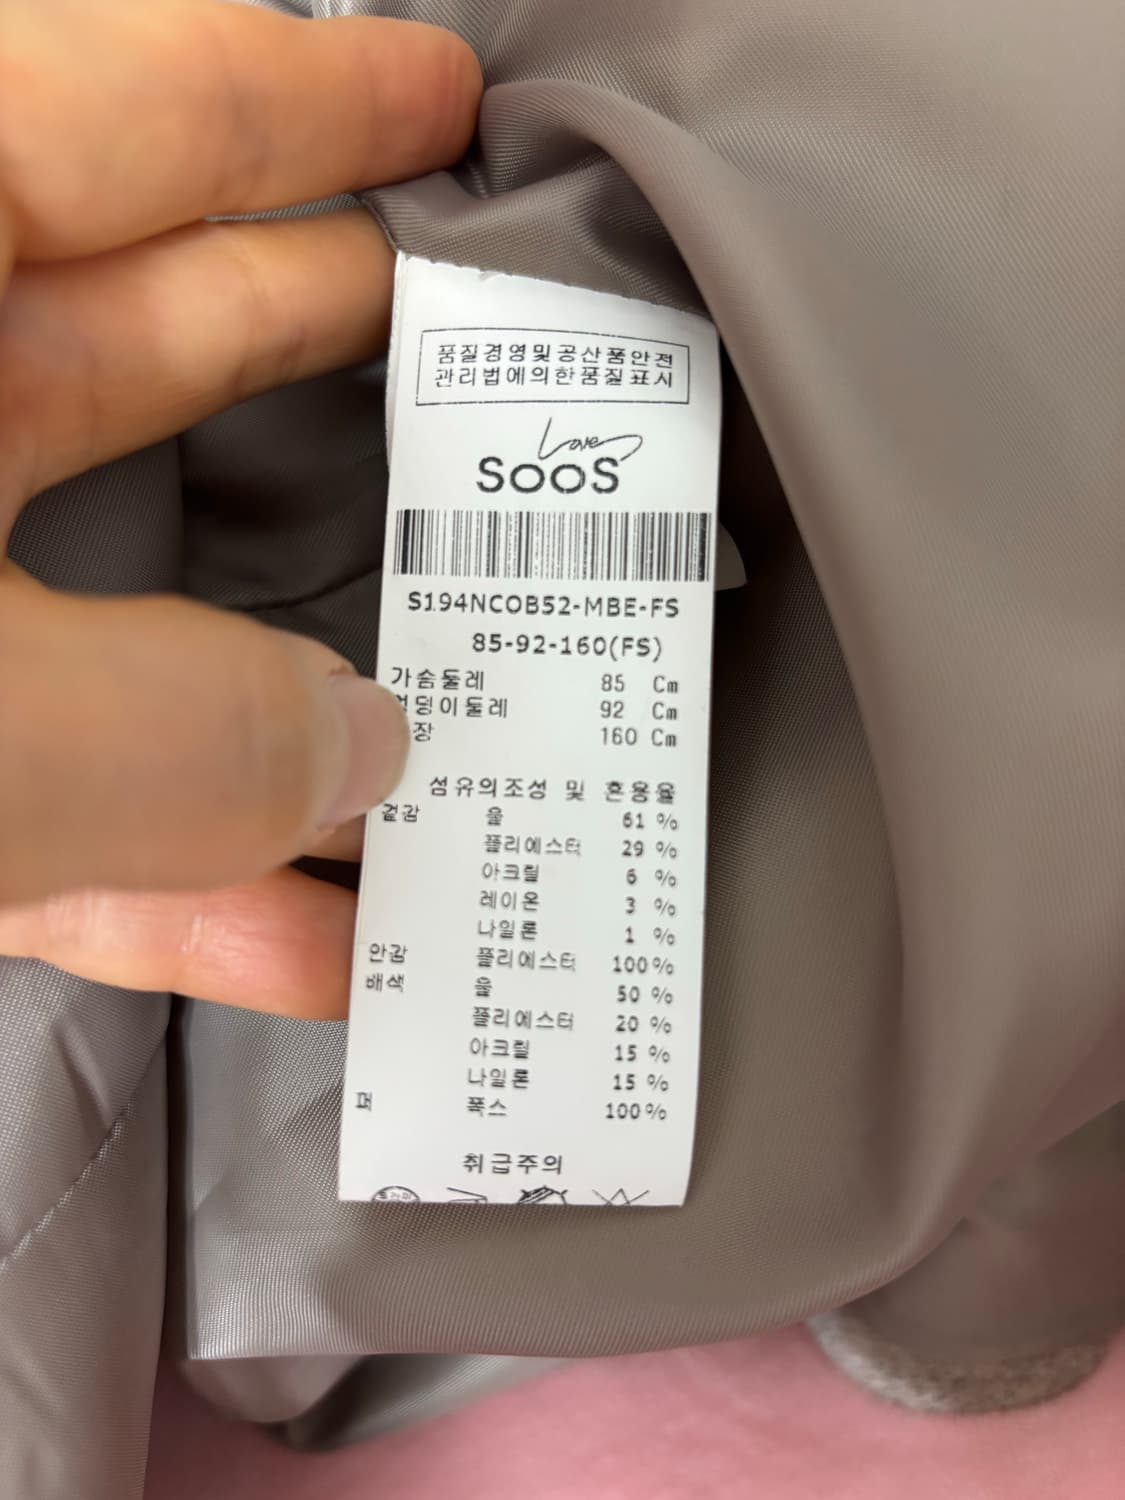 품질경영및공산품안전
관리법에의한품질표시
Love
SOOS
S194NCOB52-MBE-FS
85-92-160(FS)
가슴둘레 85 Cm
덩이둘레 92 Cm
장 160 Cm
섬유의조성 및 혼용율
겉감 울 61 %
폴리에스터 29 %
아크릴 6 %
레이온 3 %
나일론 1 %
안감 폴리에스터 100%
배색 울 50 %
폴리에스터 20 %
아크릴 15 %
나일론 15 %
퍼 폭스 100%
취급주의